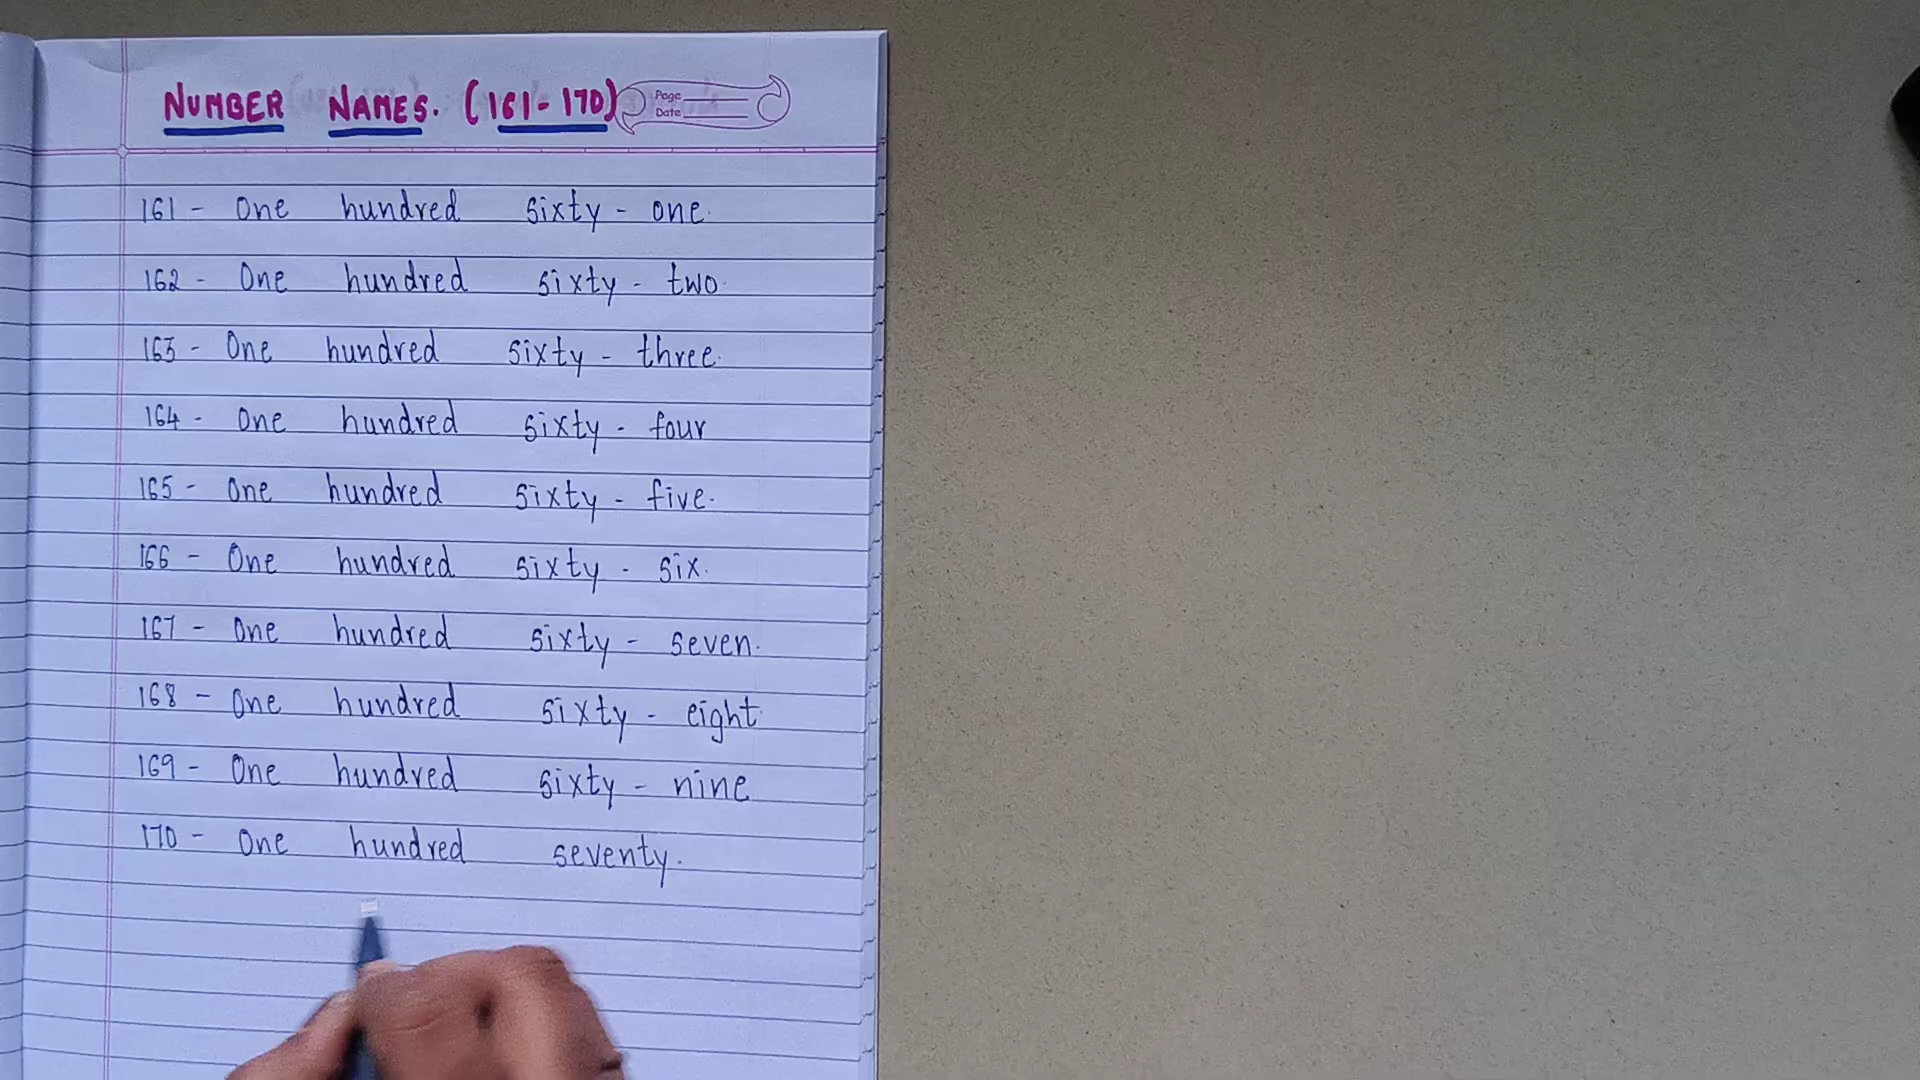 NUMBER NAMES. (161-170)
Page
Date
161 - One hundred sixty - one.
162 - One hundred sixty - two.
163 - One hundred sixty - three.
164 - One hundred sixty - four
165 - One hundred sixty - five.
166 - One hundred sixty - six.
167 - One hundred sixty - seven.
168 - One hundred sixty - eight.
169 - One hundred sixty - nine
170 - One hundred seventy.